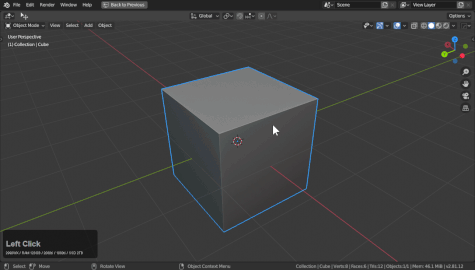 File Edit Render Window Help Back to Previous Scene View Layer
Global Options
Object Mode View Select Add Object
User Perspective
(1) Collection | Cube
Z
Left Click
Select Move Rotate View Object Context Menu Collection | Cube | Verts:8 | Faces:6 | Tris:12 | Objects:1/1 | Mem: 46.1 MiB | v2.81.12